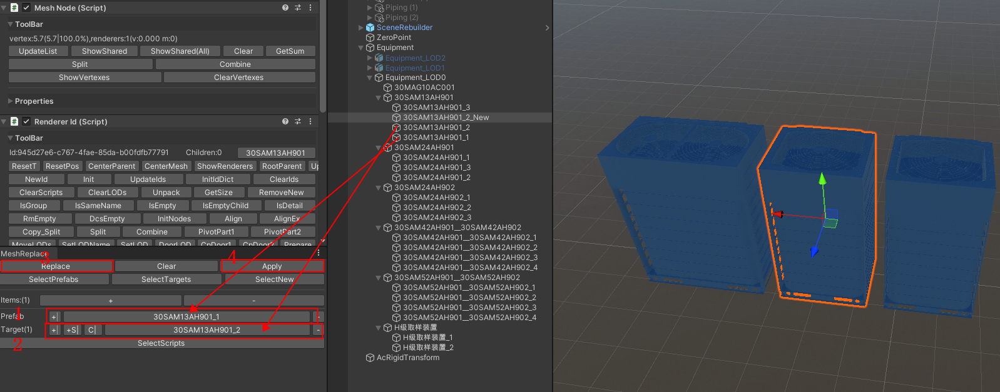 Mesh Node (Script)
ToolBar
vertex:5.7(5.7|100.0%),renderers:1(v:0.000 m:0)
UpdateList ShowShared ShowShared(All) Clear GetSum
Split Combine
ShowVertexes ClearVertexes
Properties
Renderer Id (Script)
ToolBar
Id:945d27e6-c767-4fae-85da-b00fdfb77791 Children:0 30SAM13AH901
ResetT ResetPos CenterParent CenterMesh ShowRenderers RootParent Up
NewId Init UpdateIds InitIdDict ClearIds
ClearScripts ClearLODs Unpack GetSize RemoveNew
IsGroup IsSameName IsEmpty IsEmptyChild IsDetail
RmEmpty DcsEmpty InitNodes Align AlignEx
Copy_Split Split Combine PivotPart1 PivotPart2
MoveLODs SetLODName SetLOD DoorLOD CpDoor1 CpDoor2 Prepare
MeshReplace
3 4
Replace Clear Apply
SelectPrefabs SelectTargets SelectNew
Items:(1) + -
1
Prefab +| 30SAM13AH901_1 -
Target(1) +| +S| C| 30SAM13AH901_2 -
2
SelectScripts
Piping (1)
Piping (2)
SceneRebuilder
ZeroPoint
Equipment
Equipment_LOD2
Equipment_LOD1
Equipment_LOD0
30MAG10AC001
30SAM13AH901
30SAM13AH901_3
30SAM13AH901_2_New
30SAM13AH901_2
30SAM13AH901_1
30SAM24AH901
30SAM24AH901_1
30SAM24AH901_3
30SAM24AH901_2
30SAM24AH902
30SAM24AH902_1
30SAM24AH902_2
30SAM24AH902_3
30SAM42AH901__30SAM42AH902
30SAM42AH901__30SAM42AH902_1
30SAM42AH901__30SAM42AH902_2
30SAM42AH901__30SAM42AH902_3
30SAM42AH901__30SAM42AH902_4
30SAM52AH901__30SAM52AH902
30SAM52AH901__30SAM52AH902_1
30SAM52AH901__30SAM52AH902_2
30SAM52AH901__30SAM52AH902_3
30SAM52AH901__30SAM52AH902_4
H级取样装置
H级取样装置_1
H级取样装置_2
AcRigidTransform